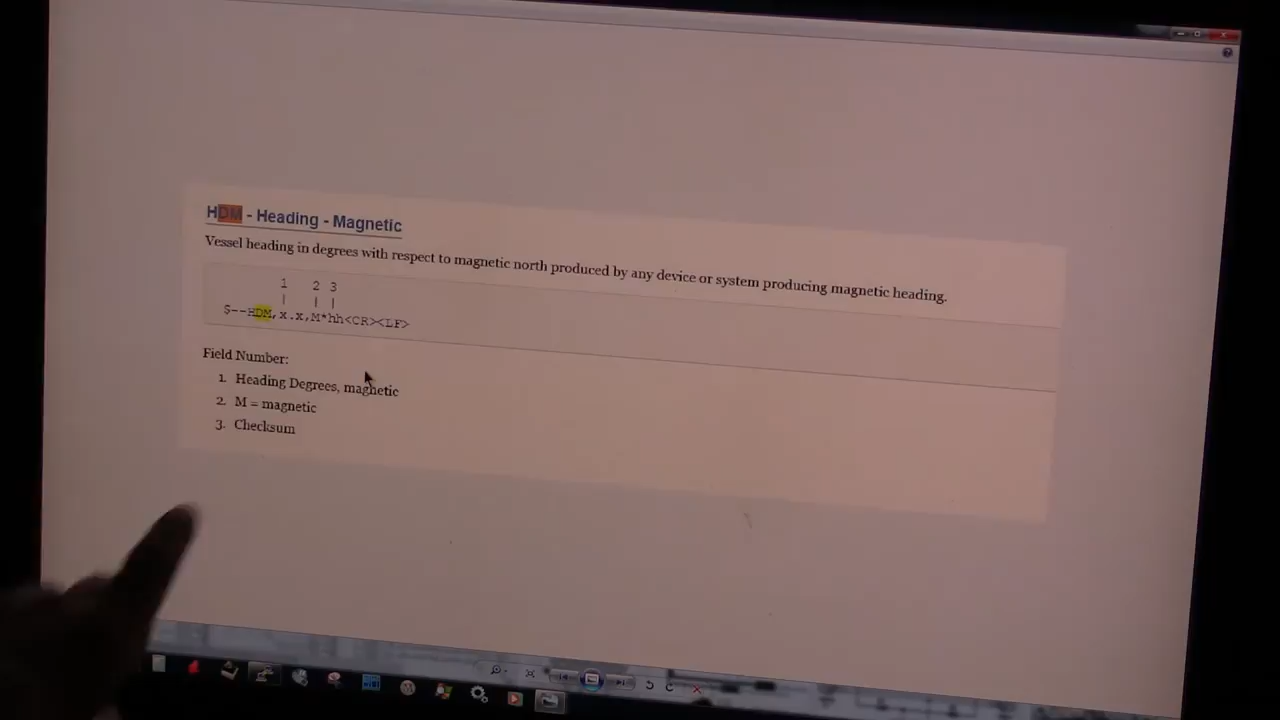 HDM - Heading - Magnetic
Vessel heading in degrees with respect to magnetic north produced by any device or system producing magnetic heading.
1 2 3
| | |
$--HDM,x.x,M*hh<CR><LF>
Field Number:
1. Heading Degrees, magnetic
2. M = magnetic
3. Checksum